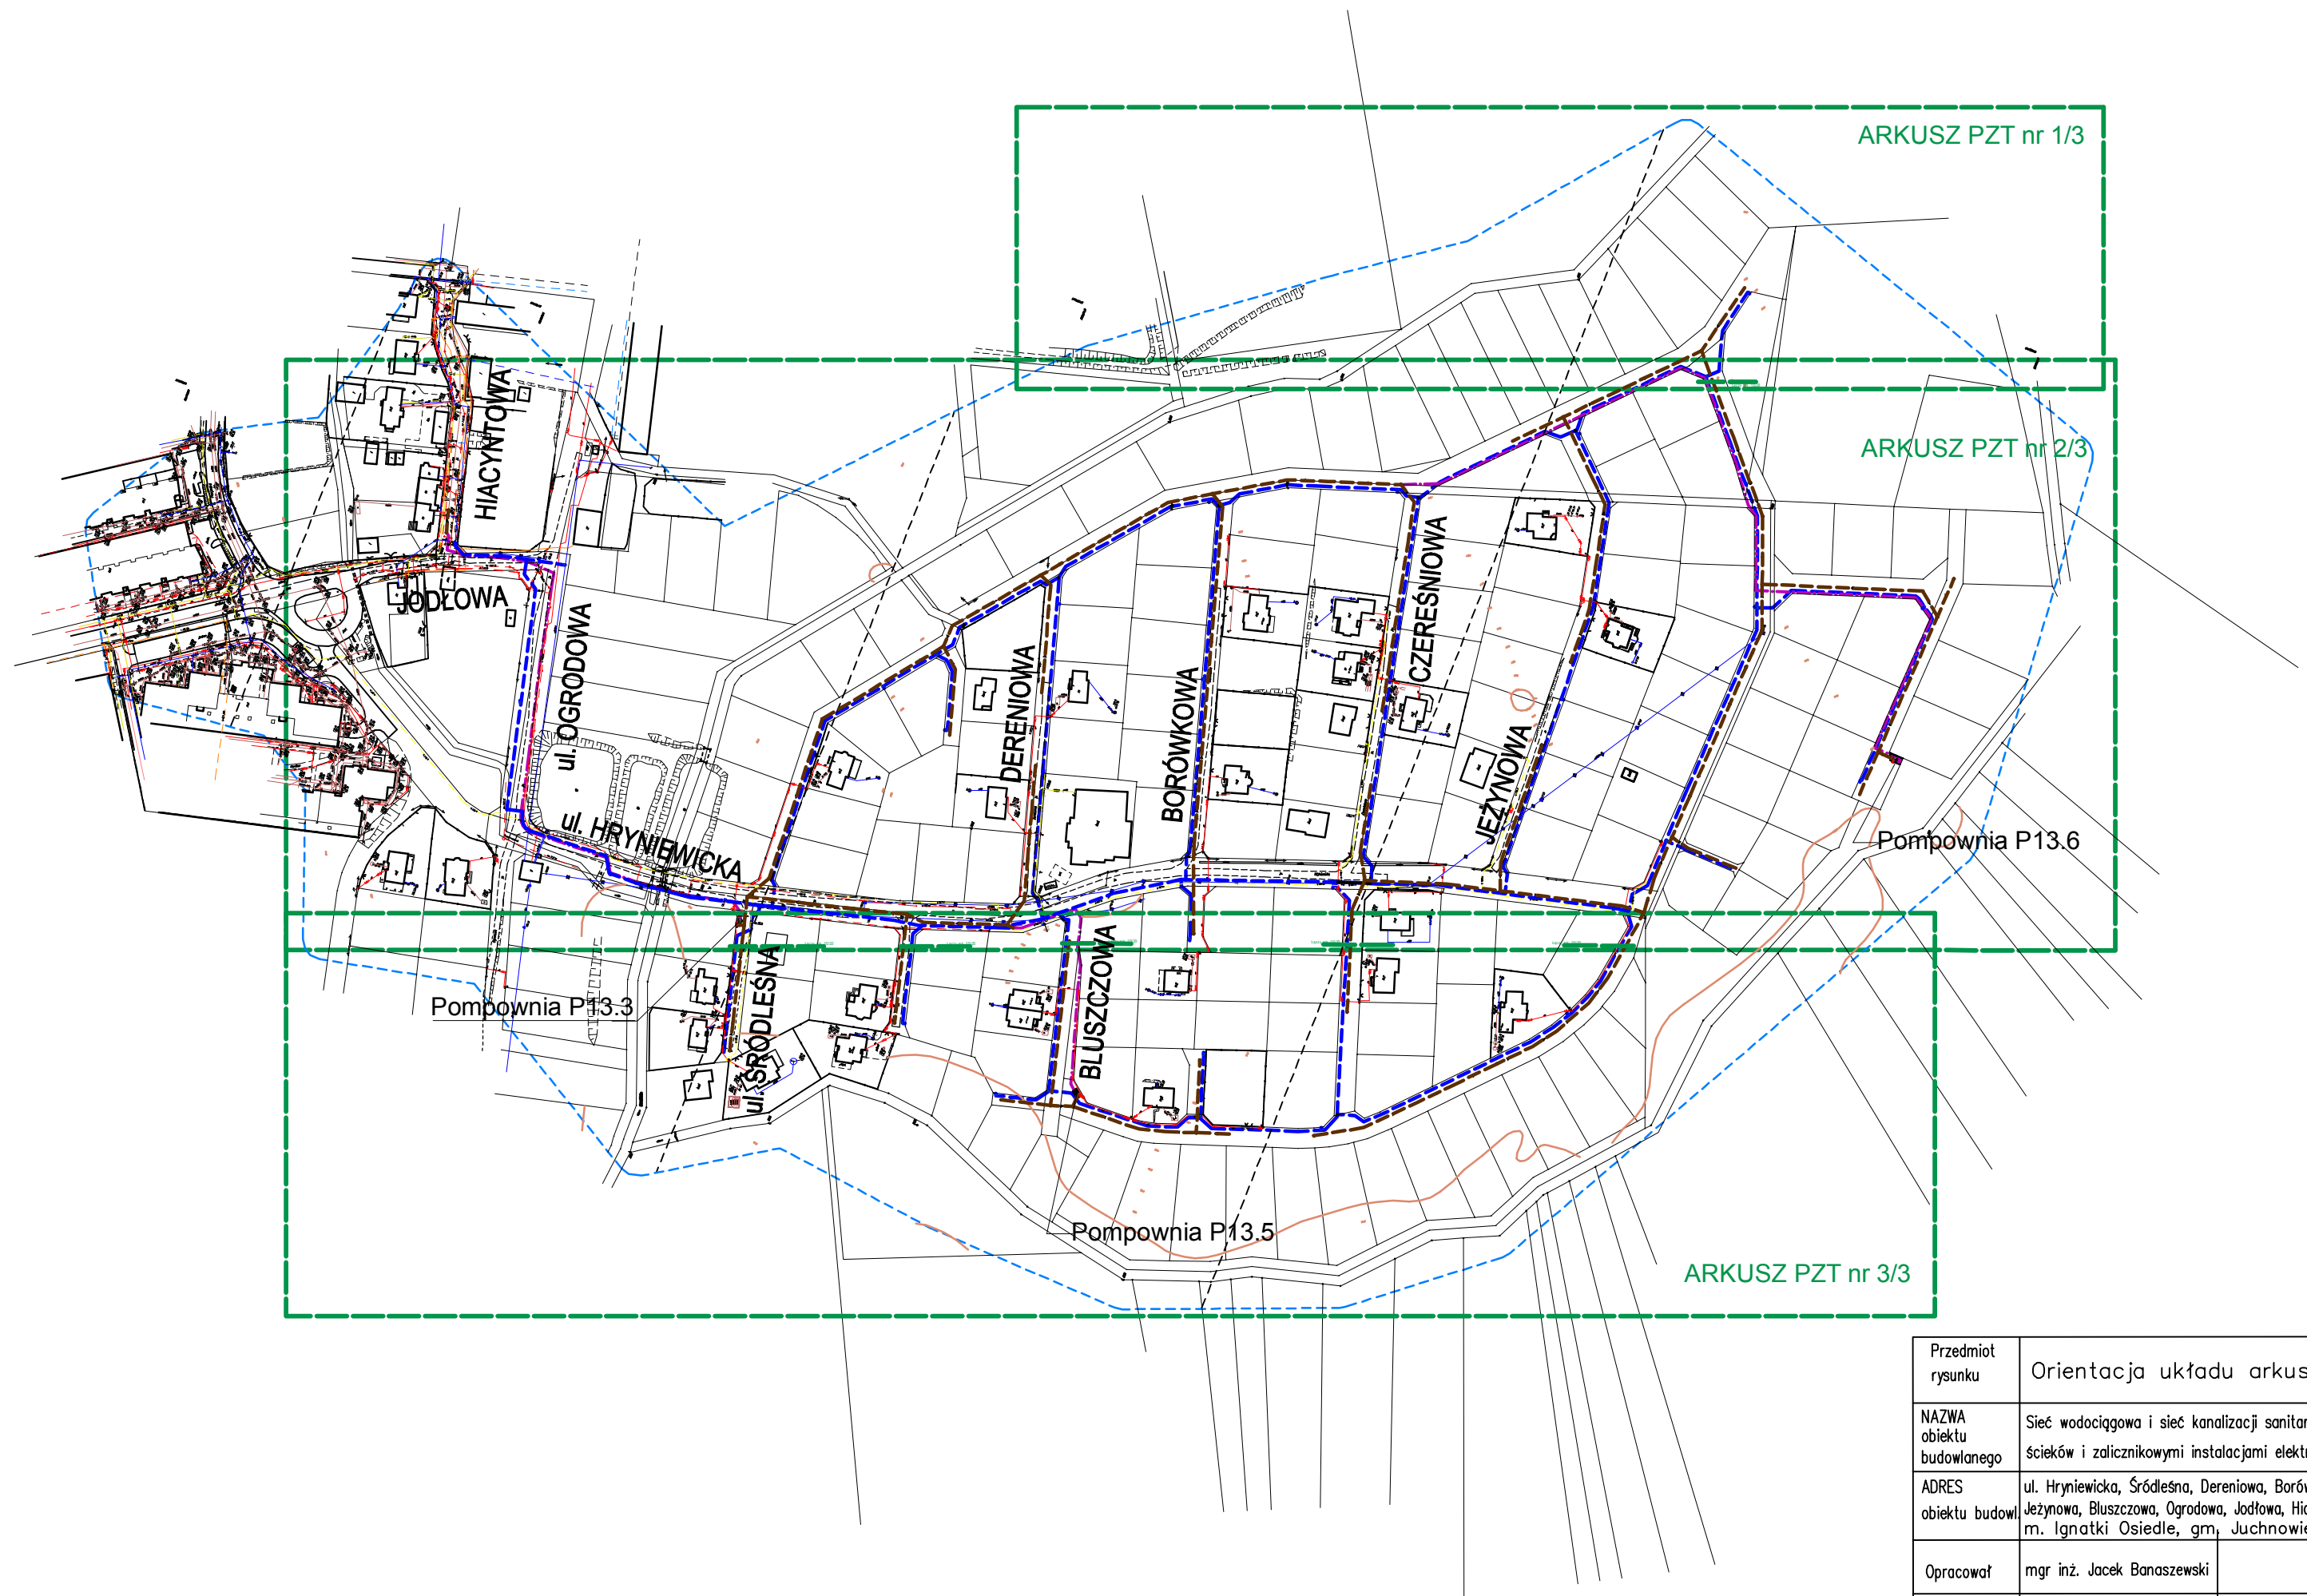 ARKUSZ PZT nr 1/3
ARKUSZ PZT nr 2/3
HIACYNTOWA
JODŁOWA
ul. OGRODOWA
ul. HRYNIEWICKA
DERENIOWA
BORÓWKOWA
CZEREŚNIOWA
JEŻYNOWA
Pompownia P13.6
Pompownia P13.3
ul. ŚRÓDLEŚNA
BLUSZCZOWA
Pompownia P13.5
ARKUSZ PZT nr 3/3
Przedmiot
rysunku
Orientacja układu arkus
NAZWA
obiektu
budowlanego
Sieć wodociągowa i sieć kanalizacji sanitar
ścieków i zalicznikowymi instalacjami elekt
ADRES
obiektu budowl.
ul. Hryniewicka, Śródleśna, Dereniowa, Borów
Jeżynowa, Bluszczowa, Ogrodowa, Jodłowa, Hia
m. Ignatki Osiedle, gm. Juchnowie
Opracował
mgr inż. Jacek Banaszewski